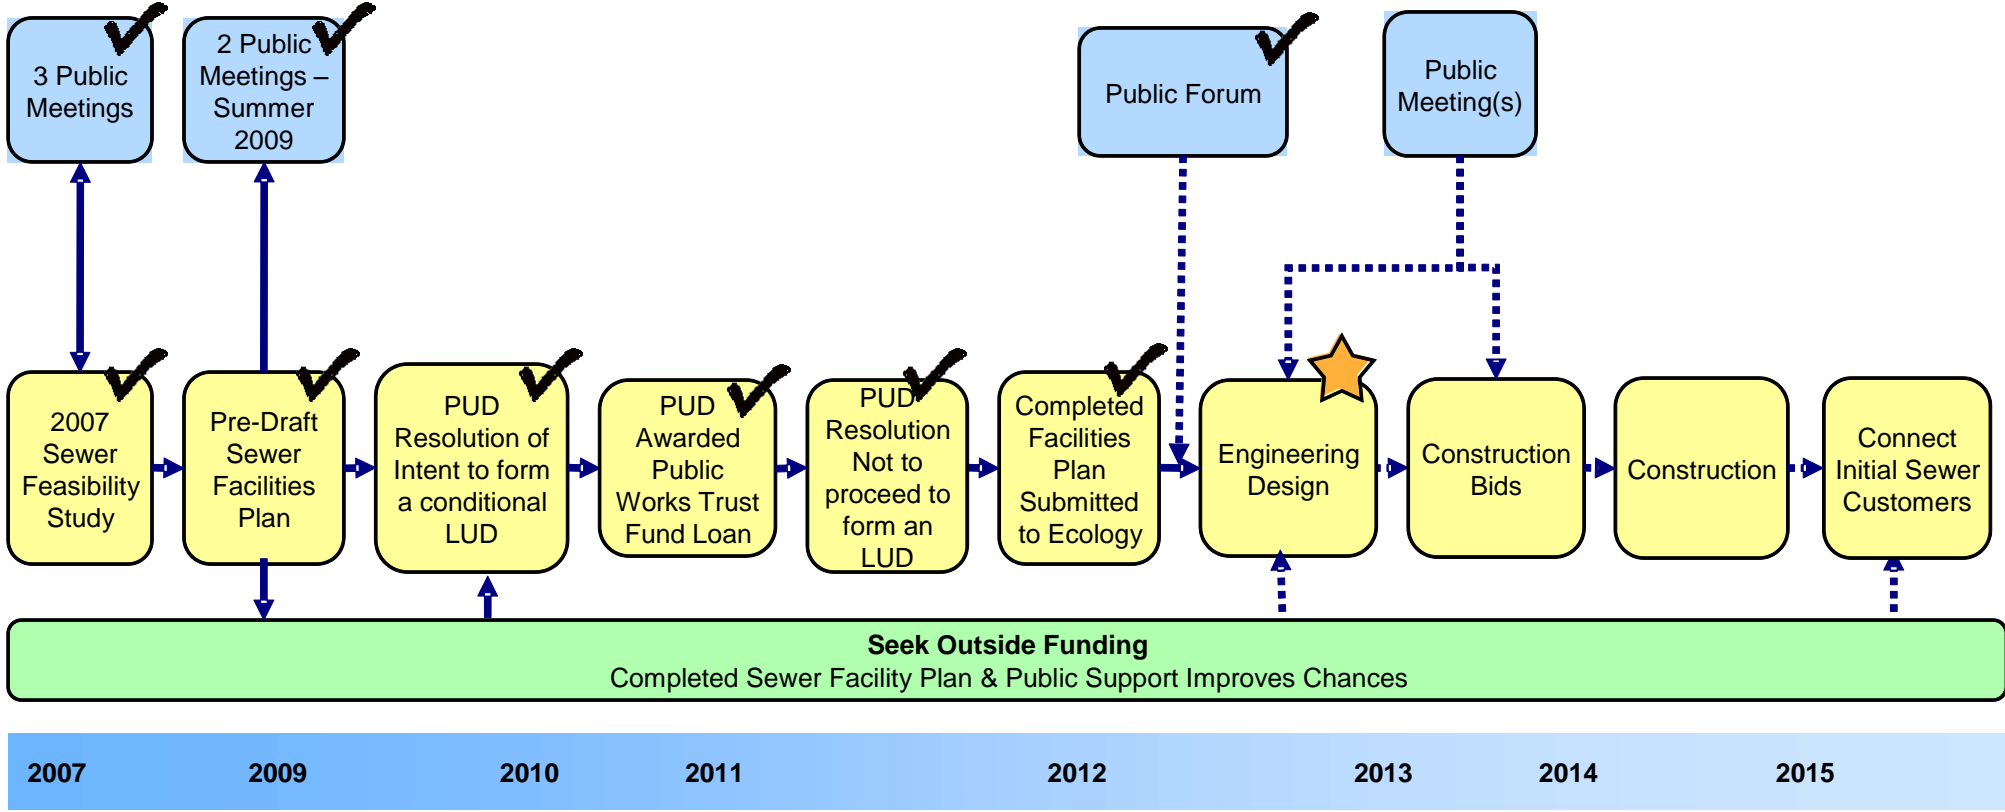 3 Public
Meetings
2 Public
Meetings –
Summer
2009
Public Forum
Public
Meeting(s)
2007
Sewer
Feasibility
Study
Pre-Draft
Sewer
Facilities
Plan
PUD
Resolution of
Intent to form
a conditional
LUD
PUD
Awarded
Public
Works Trust
Fund Loan
PUD
Resolution
Not to
proceed to
form an
LUD
Completed
Facilities
Plan
Submitted
to Ecology
Engineering
Design
Construction
Bids
Construction
Connect
Initial Sewer
Customers
Seek Outside Funding
Completed Sewer Facility Plan & Public Support Improves Chances
2007 2009 2010 2011 2012 2013 2014 2015